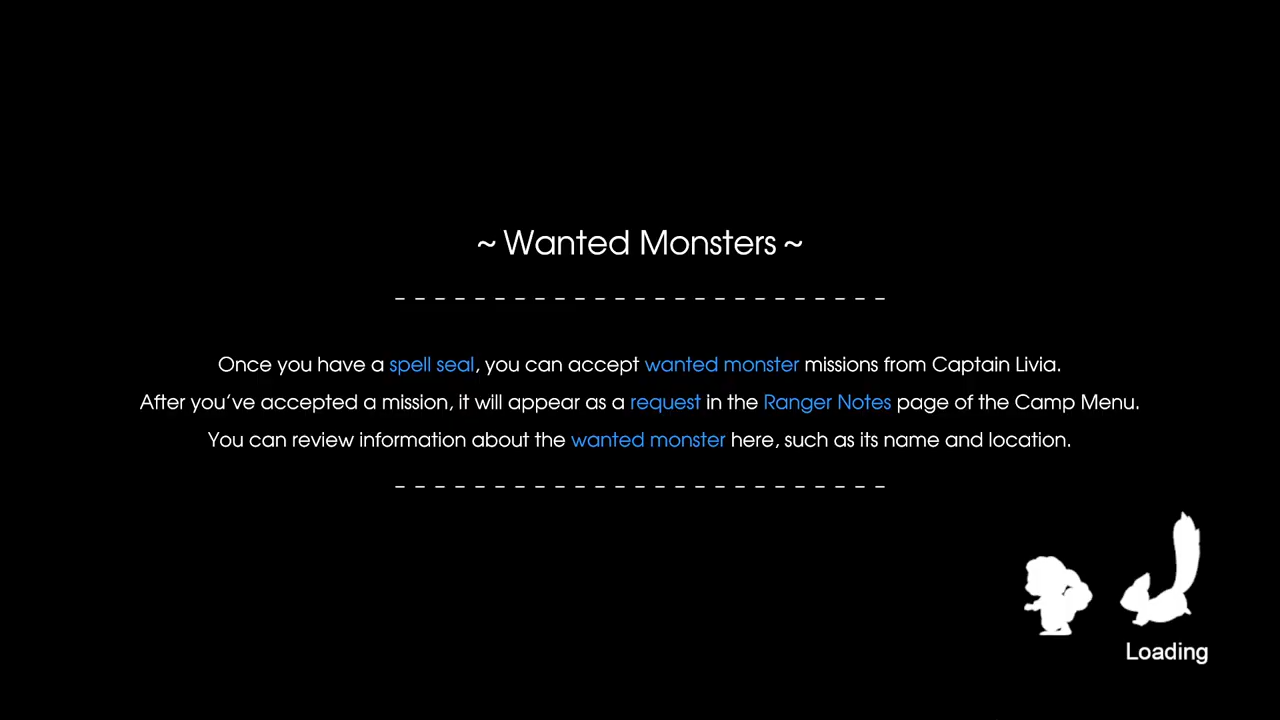 ~ Wanted Monsters ~
Once you have a spell seal, you can accept wanted monster missions from Captain Livia.
After you've accepted a mission, it will appear as a request in the Ranger Notes page of the Camp Menu.
You can review information about the wanted monster here, such as its name and location.
Loading